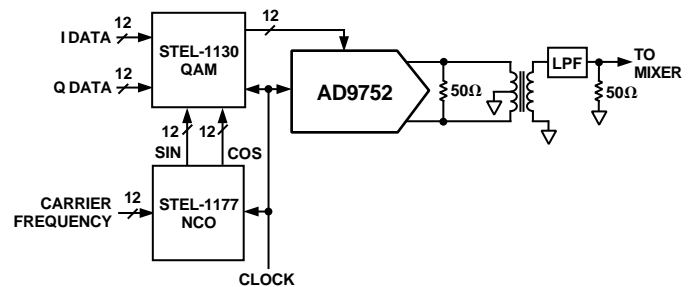 12
12
I DATA
STEL-1130
QAM
12
Q DATA
AD9752
50Ω
LPF
TO
MIXER
50Ω
12
12
SIN
COS
12
CARRIER
FREQUENCY
STEL-1177
NCO
CLOCK